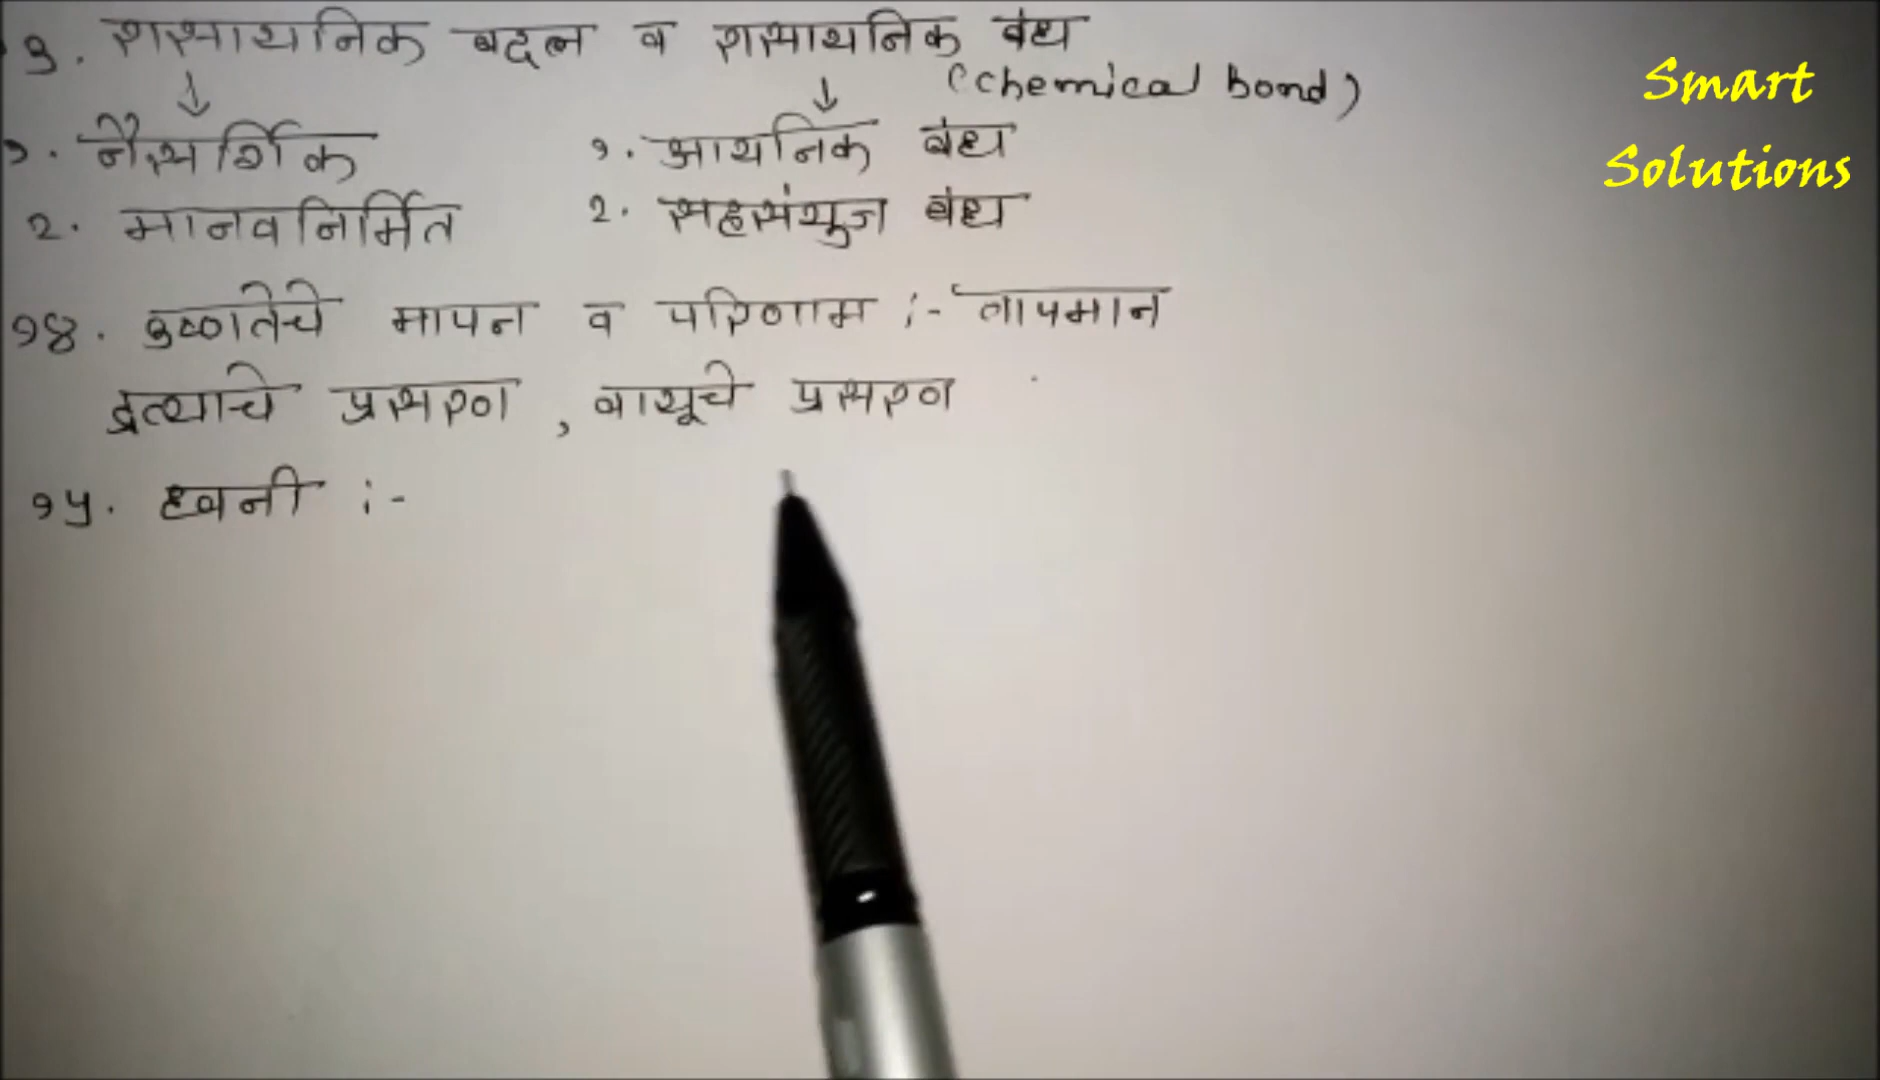 ३. रासायनिक बदल व रासायनिक बंध
(chemical bond)
१. नैसर्गिक १. आयनिक बंध
२. मानवनिर्मित २. सहसंयुज बंध
१४. उष्णतेचे मापन व परिणाम :- तापमान
द्रव्याचे प्रसरण , वायूचे प्रसरण
१५. ध्वनी :-
Smart
Solutions